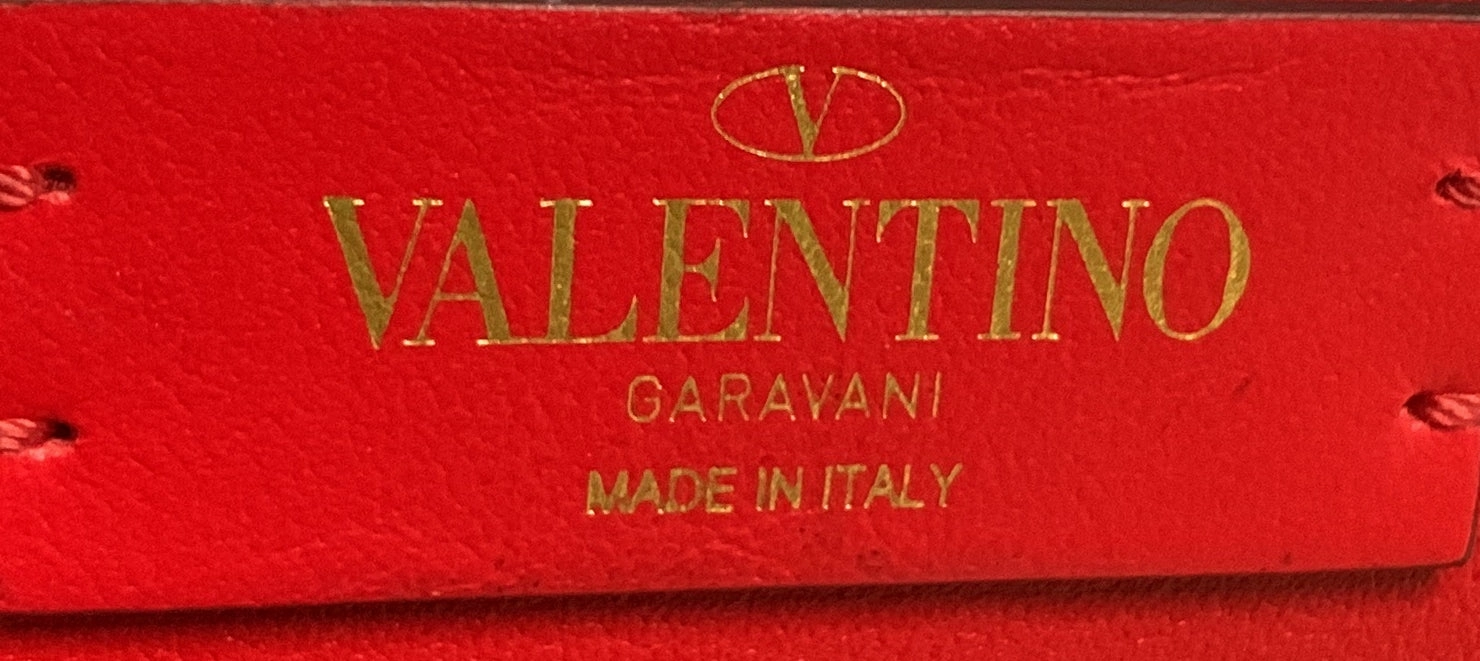 V
VALENTINO
GARAVANI
MADE IN ITALY